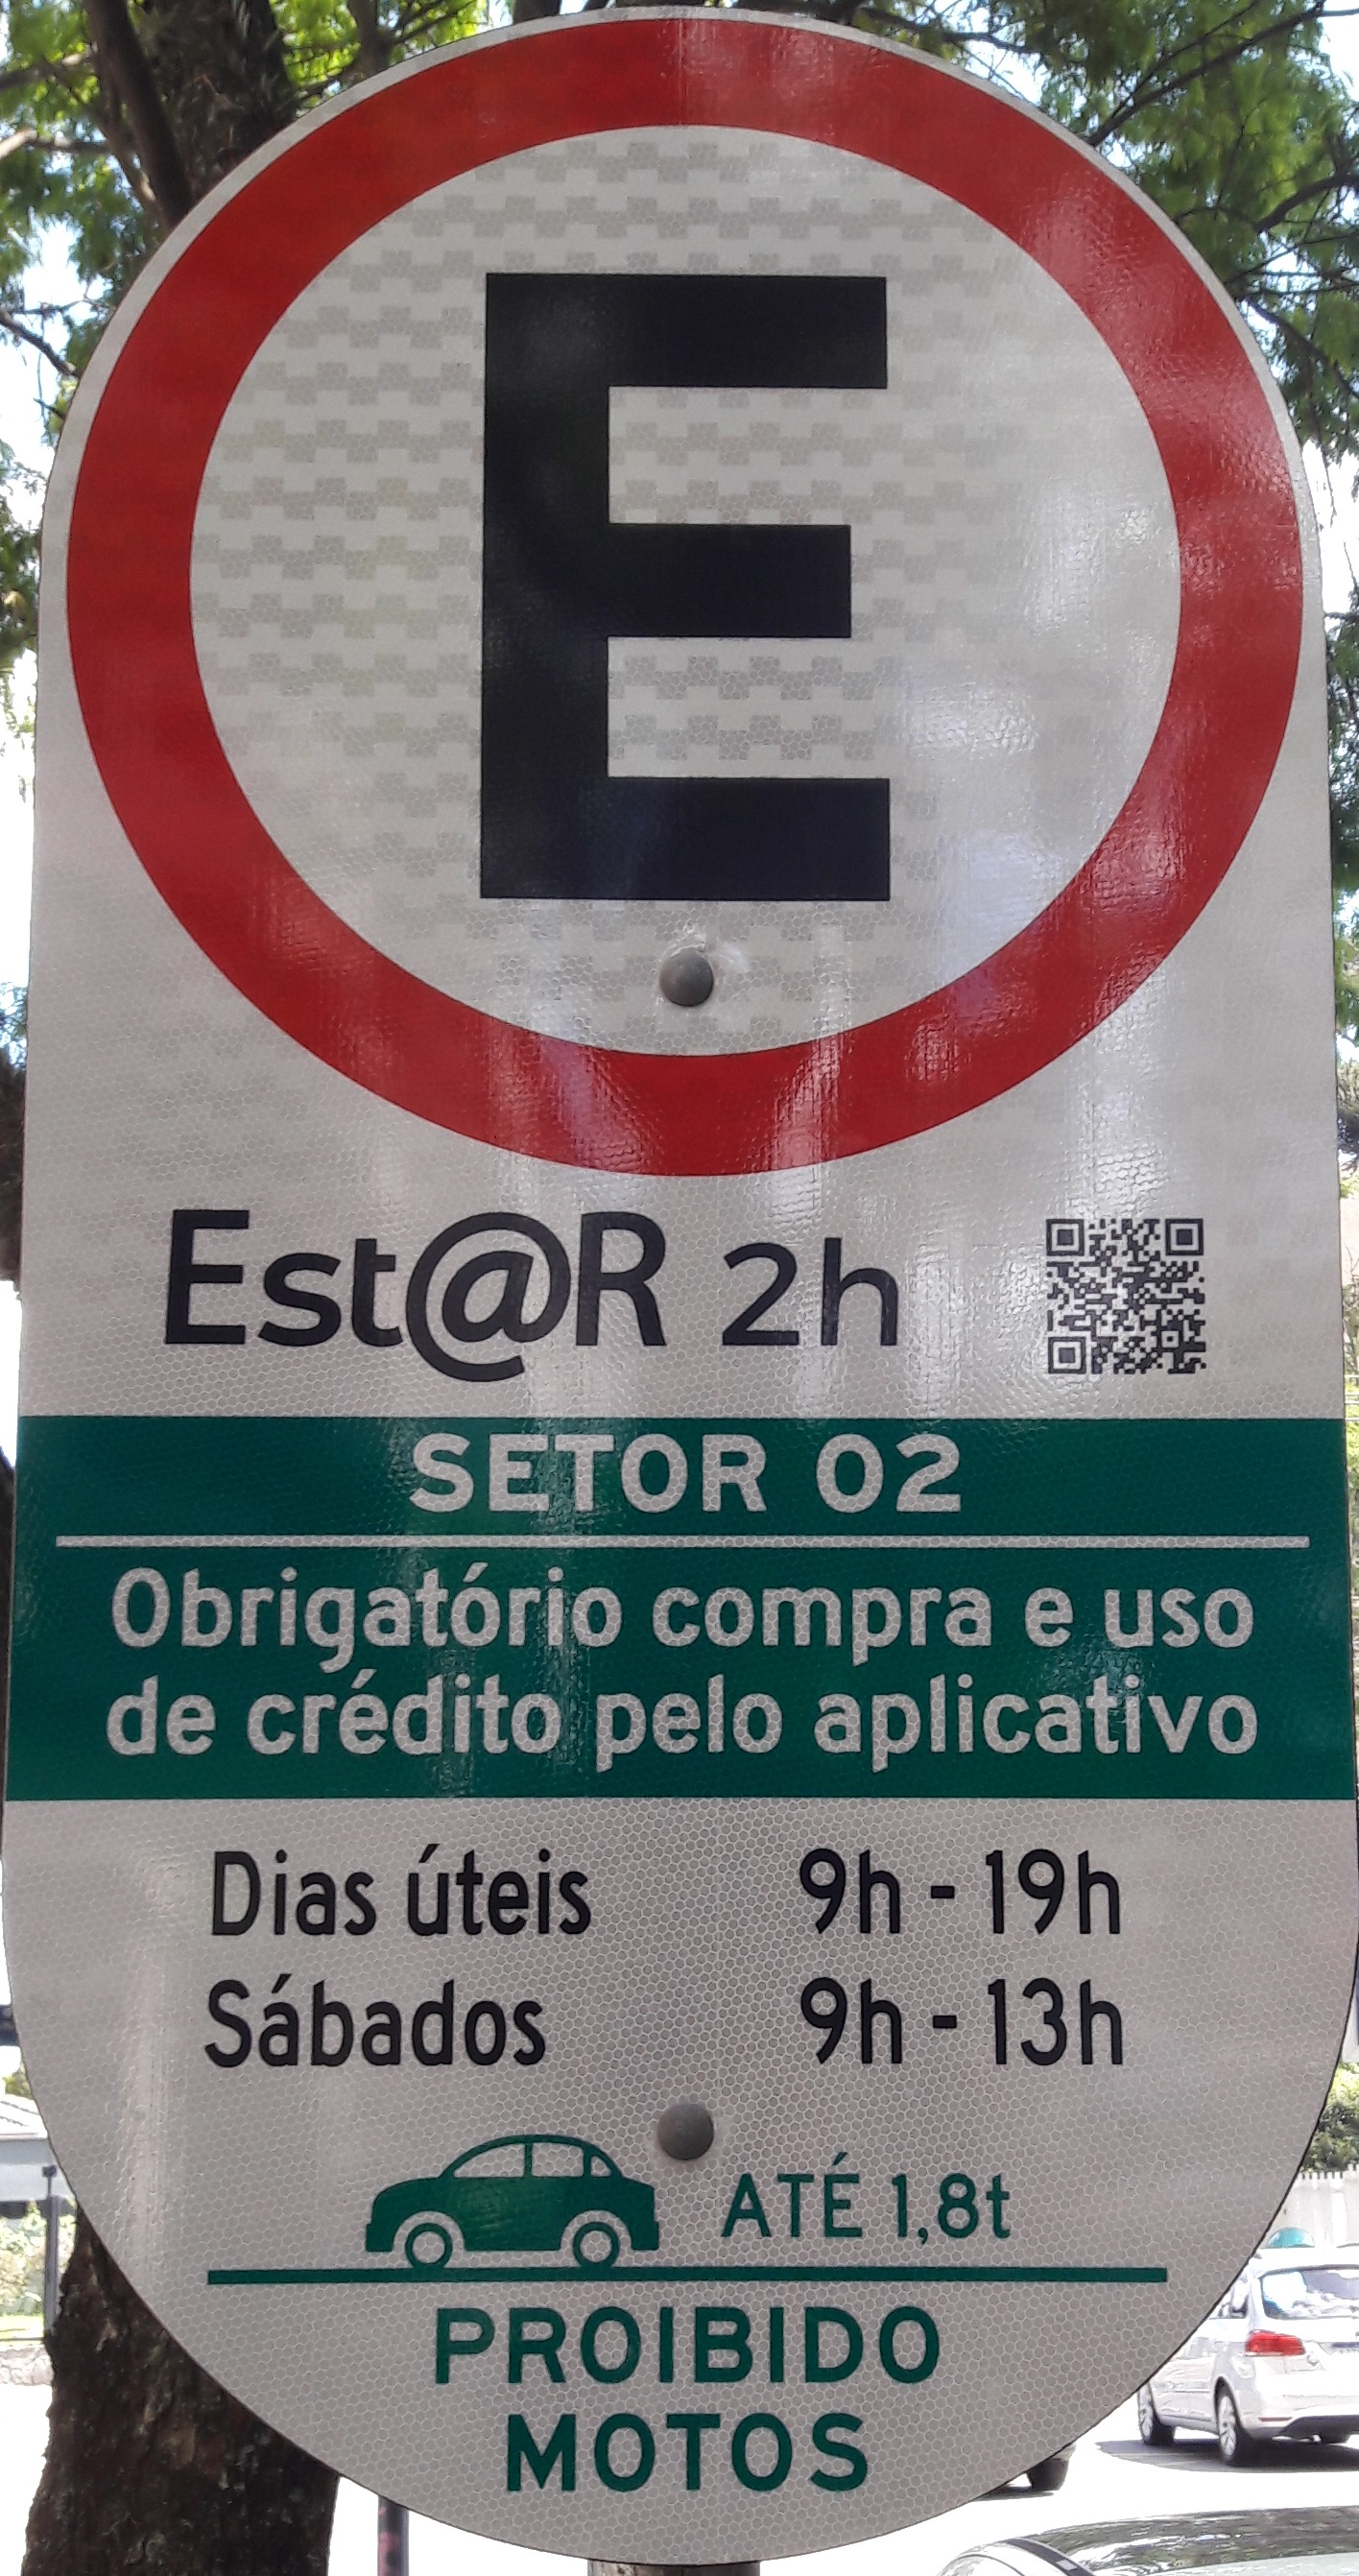 E
Est@R 2h
SETOR 02
Obrigatório compra e uso
de crédito pelo aplicativo
Dias úteis 9h - 19h
Sábados 9h - 13h
ATÉ 1,8t
PROIBIDO
MOTOS